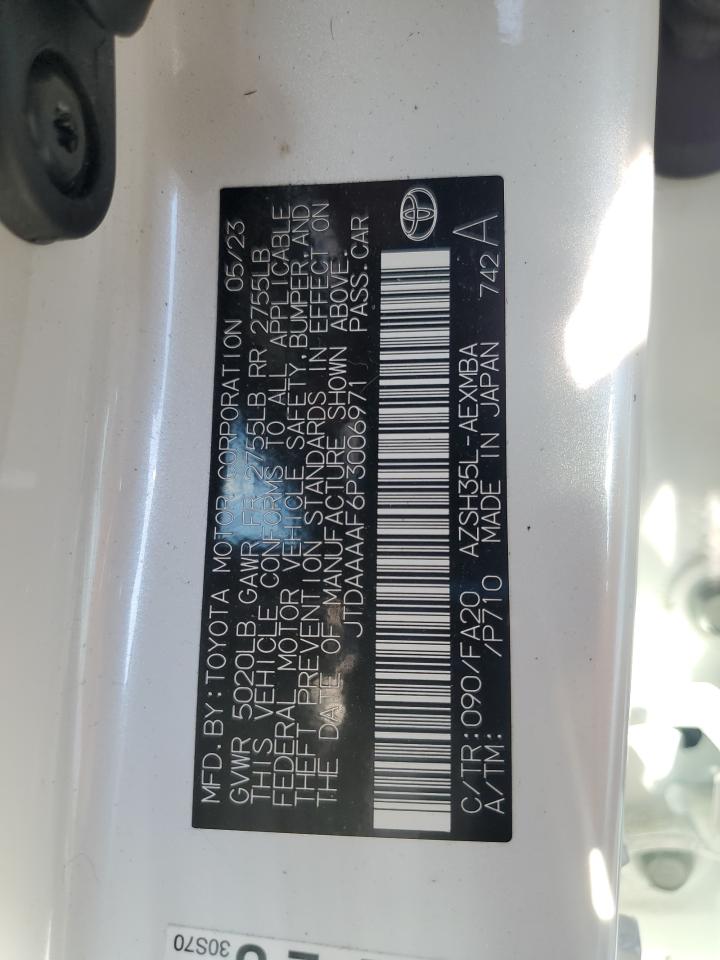 MFD.BY:TOYOTA MOTOR CORPORATION 05/23
GVWR 5020LB GAWR FR 2755LB RR 2755LB
THIS VEHICLE CONFORMS TO ALL APPLICABLE
FEDERAL MOTOR VEHICLE SAFETY, BUMPER, AND
THEFT PREVENTION STANDARDS IN EFFECT ON
THE DATE OF MANUFACTURE SHOWN ABOVE.
JTDAAAAF6P3006971 PASS.CAR
C/TR:090/FA20 AZSH35L-AEXMBA
A/TM: /P710 MADE IN JAPAN 742 A
30S70